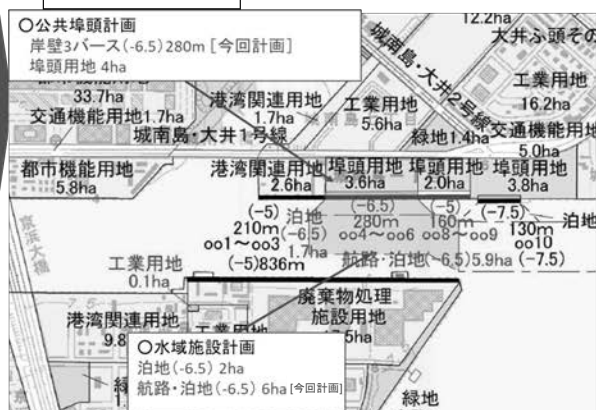 ○公共埠頭計画
岸壁3バース(-6.5)280m [今回計画]
埠頭用地 4ha
12.2ha
大井ふ頭その
城南島・大井2号線
33.7ha
交通機能用地1.7ha
城南島・大井1号線
港湾関連用地
1.7ha
工業用地
5.6ha
工業用地
16.2ha
緑地1.4ha
交通機能用地
5.0ha
都市機能用地
5.8ha
港湾関連用地
2.6ha
埠頭用地
3.6ha
埠頭用地
2.0ha
埠頭用地
3.8ha
(-5)
210m
oo1～oo3
泊地
(-6.5)
1.7ha
(-6.5)
280m
oo4～oo6
(-5)
160m
oo8～oo9
(-7.5)
130m
oo10
泊地
(-7.5)
(-5)836m
航路・泊地(-6.5)5.9ha
京浜大橋
工業用地
0.1ha
廃棄物処理
施設用地
港湾関連用地
9.8
工業用地
○水域施設計画
泊地(-6.5) 2ha
航路・泊地(-6.5) 6ha [今回計画]
緑地